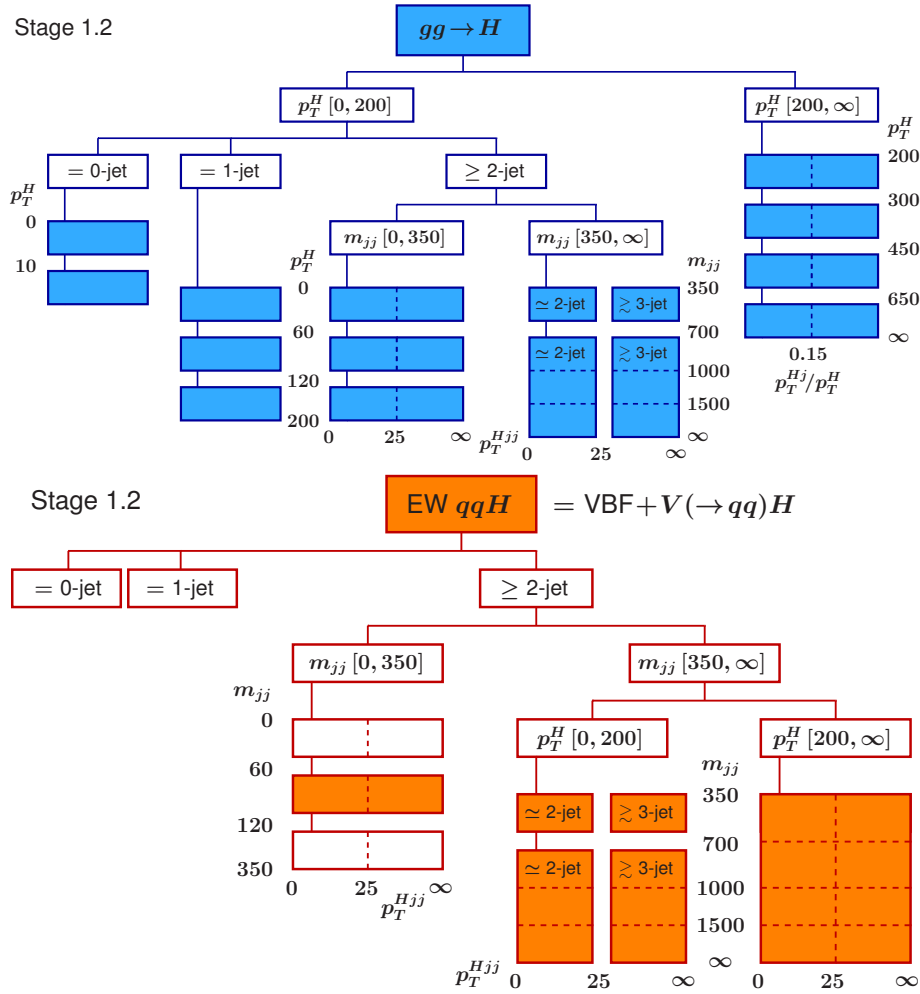 Stage 1.2
gg → H
p_T^H [0, 200]
p_T^H [200, ∞]
p_T^H
= 0-jet
= 1-jet
≥ 2-jet
200
p_T^H
300
0
m_jj [0, 350]
m_jj [350, ∞]
450
10
p_T^H
m_jj
0
≃ 2-jet
≳ 3-jet
350
650
60
700
∞
≃ 2-jet
≳ 3-jet
0.15
120
1000
p_T^{Hj}/p_T^H
1500
200
∞
0
25
∞
p_T^{Hjj}
0
25
∞
Stage 1.2
EW qqH
= VBF + V(→ qq)H
= 0-jet
= 1-jet
≥ 2-jet
m_jj [0, 350]
m_jj [350, ∞]
m_jj
0
p_T^H [0, 200]
p_T^H [200, ∞]
60
m_jj
350
≃ 2-jet
≳ 3-jet
120
700
≃ 2-jet
≳ 3-jet
350
1000
0
25
∞
p_T^{Hjj}
1500
∞
p_T^{Hjj}
0
25
∞
0
25
∞